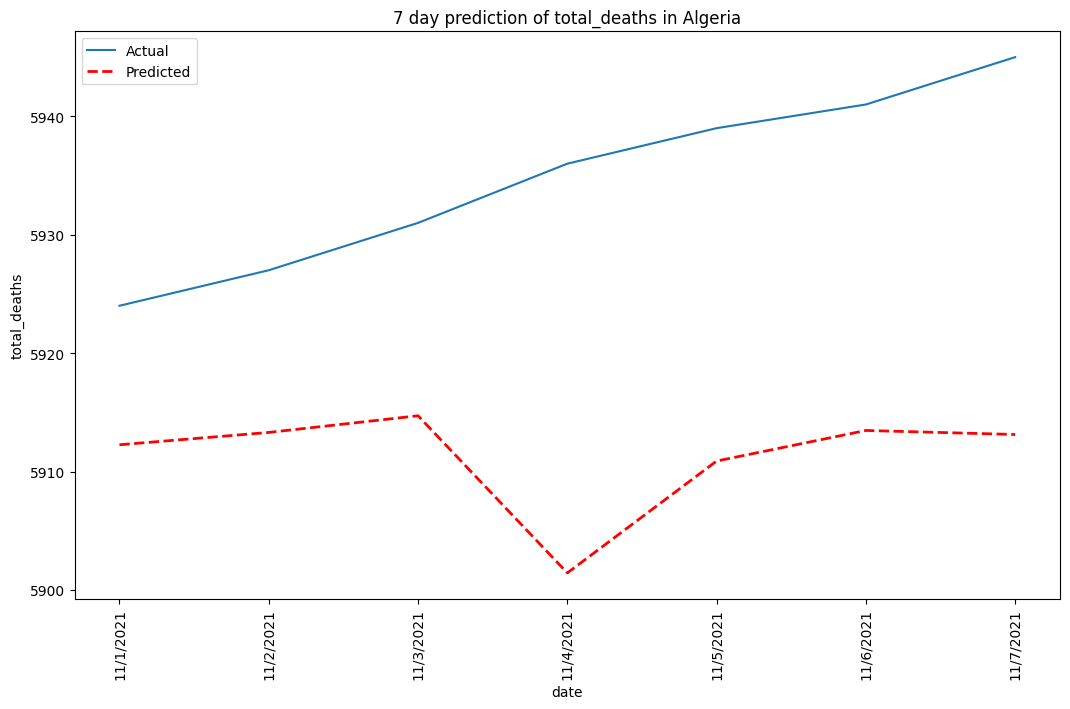 7 day prediction of total_deaths in Algeria
Actual
Predicted
total_deaths
5940
5930
5920
5910
5900
11/1/2021
11/2/2021
11/3/2021
11/4/2021
11/5/2021
11/6/2021
11/7/2021
date